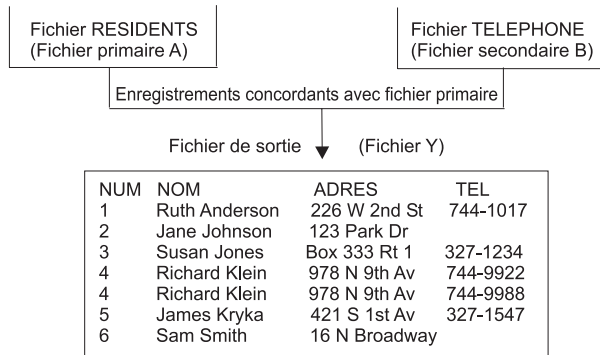 Fichier RESIDENTS
(Fichier primaire A)
Fichier TELEPHONE
(Fichier secondaire B)
Enregistrements concordants avec fichier primaire
Fichier de sortie (Fichier Y)
NUM NOM ADRES TEL
1 Ruth Anderson 226 W 2nd St 744-1017
2 Jane Johnson 123 Park Dr
3 Susan Jones Box 333 Rt 1 327-1234
4 Richard Klein 978 N 9th Av 744-9922
4 Richard Klein 978 N 9th Av 744-9988
5 James Kryka 421 S 1st Av 327-1547
6 Sam Smith 16 N Broadway